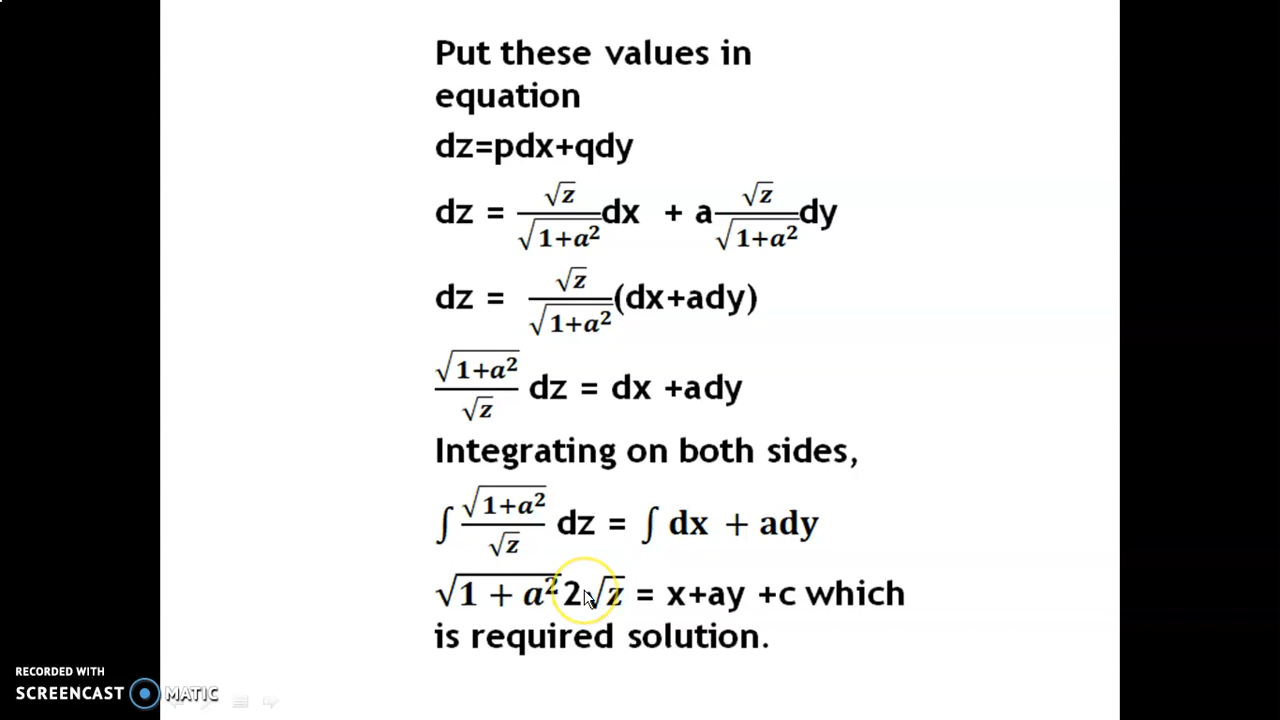 Put these values in
equation
dz=pdx+qdy
dz = √z/√1+a² dx + a √z/√1+a² dy
dz = √z/√1+a² (dx+ady)
√1+a²/√z dz = dx +ady
Integrating on both sides,
∫ √1+a²/√z dz = ∫ dx + ady
√1 + a² 2√z = x+ay +c which
is required solution.
RECORDED WITH
SCREENCAST MATIC